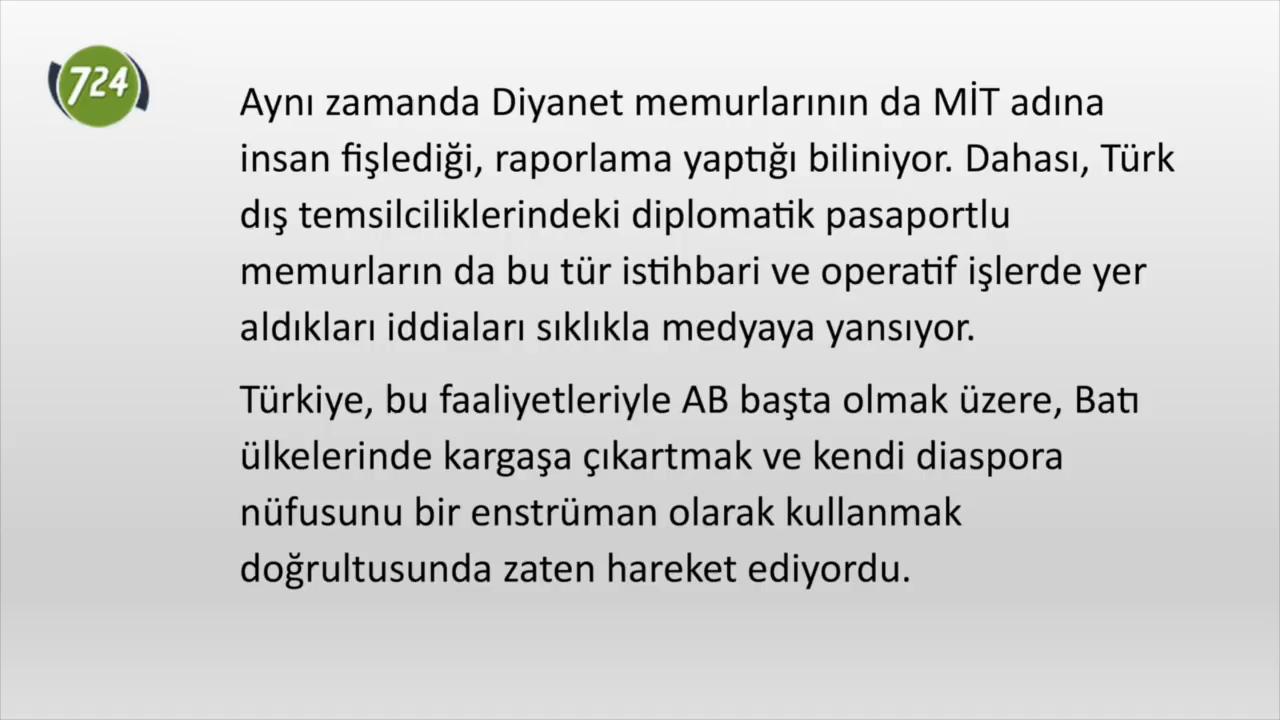 724
Aynı zamanda Diyanet memurlarının da MİT adına
insan fişlediği, raporlama yaptığı biliniyor. Dahası, Türk
dış temsilciliklerindeki diplomatik pasaportlu
memurların da bu tür istihbari ve operatif işlerde yer
aldıkları iddiaları sıklıkla medyaya yansıyor.
Türkiye, bu faaliyetleriyle AB başta olmak üzere, Batı
ülkelerinde kargaşa çıkartmak ve kendi diaspora
nüfusunu bir enstrüman olarak kullanmak
doğrultusunda zaten hareket ediyordu.